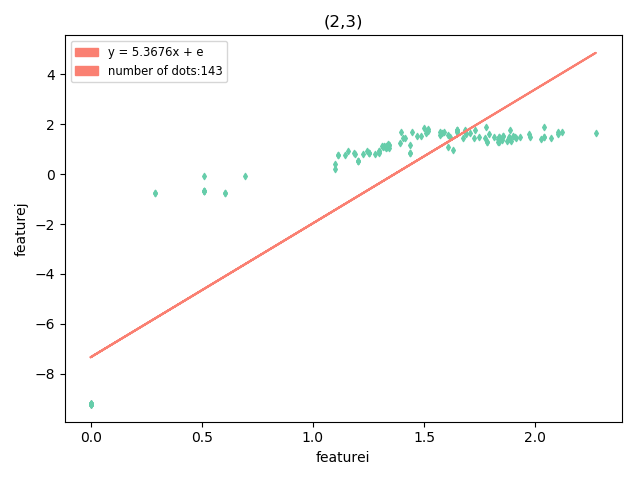 (2,3)
y = 5.3676x + e
number of dots:143
4
2
0
−2
−4
−6
−8
featurej
0.0 0.5 1.0 1.5 2.0
featurei